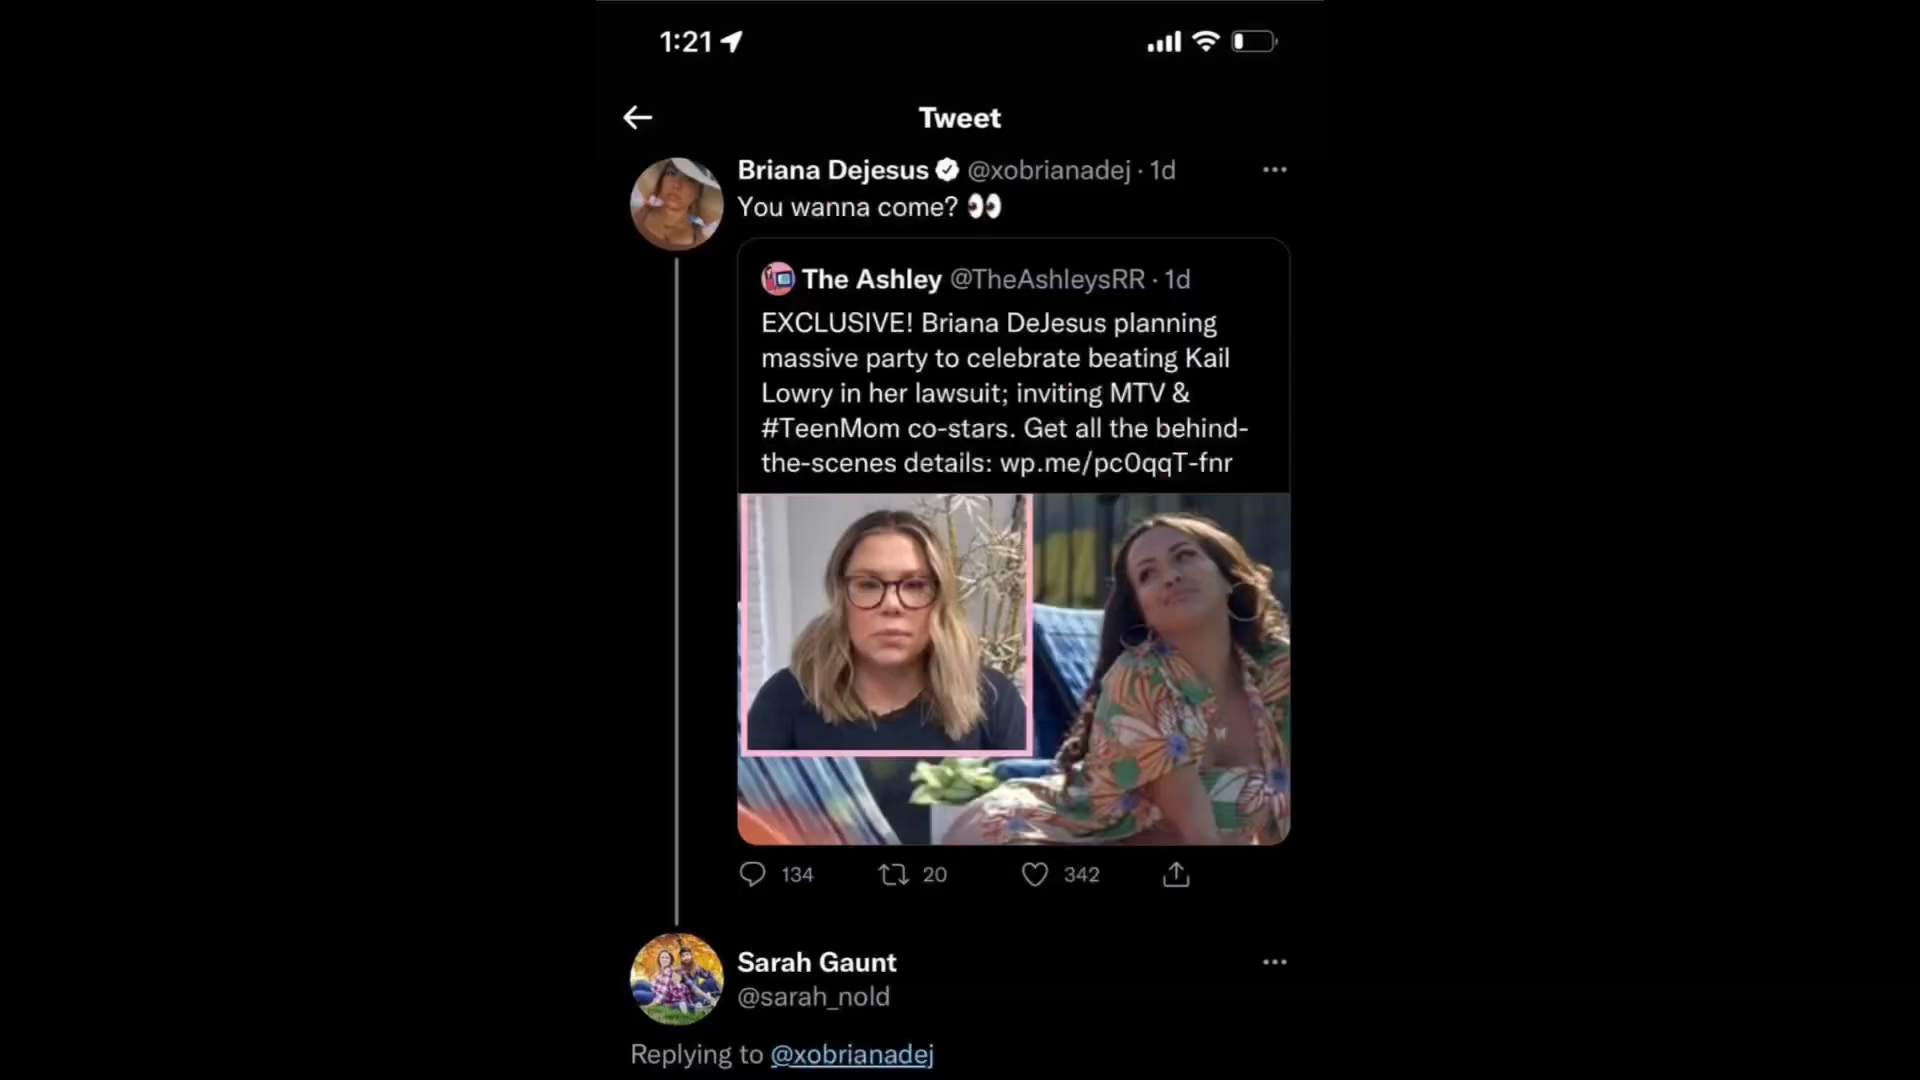 1:21
Tweet
Briana Dejesus @xobrianadej · 1d
You wanna come? 👀
The Ashley @TheAshleysRR · 1d
EXCLUSIVE! Briana DeJesus planning
massive party to celebrate beating Kail
Lowry in her lawsuit; inviting MTV &
#TeenMom co-stars. Get all the behind-
the-scenes details: wp.me/pc0qqT-fnr
134 20 342
Sarah Gaunt
@sarah_nold
Replying to @xobrianadej